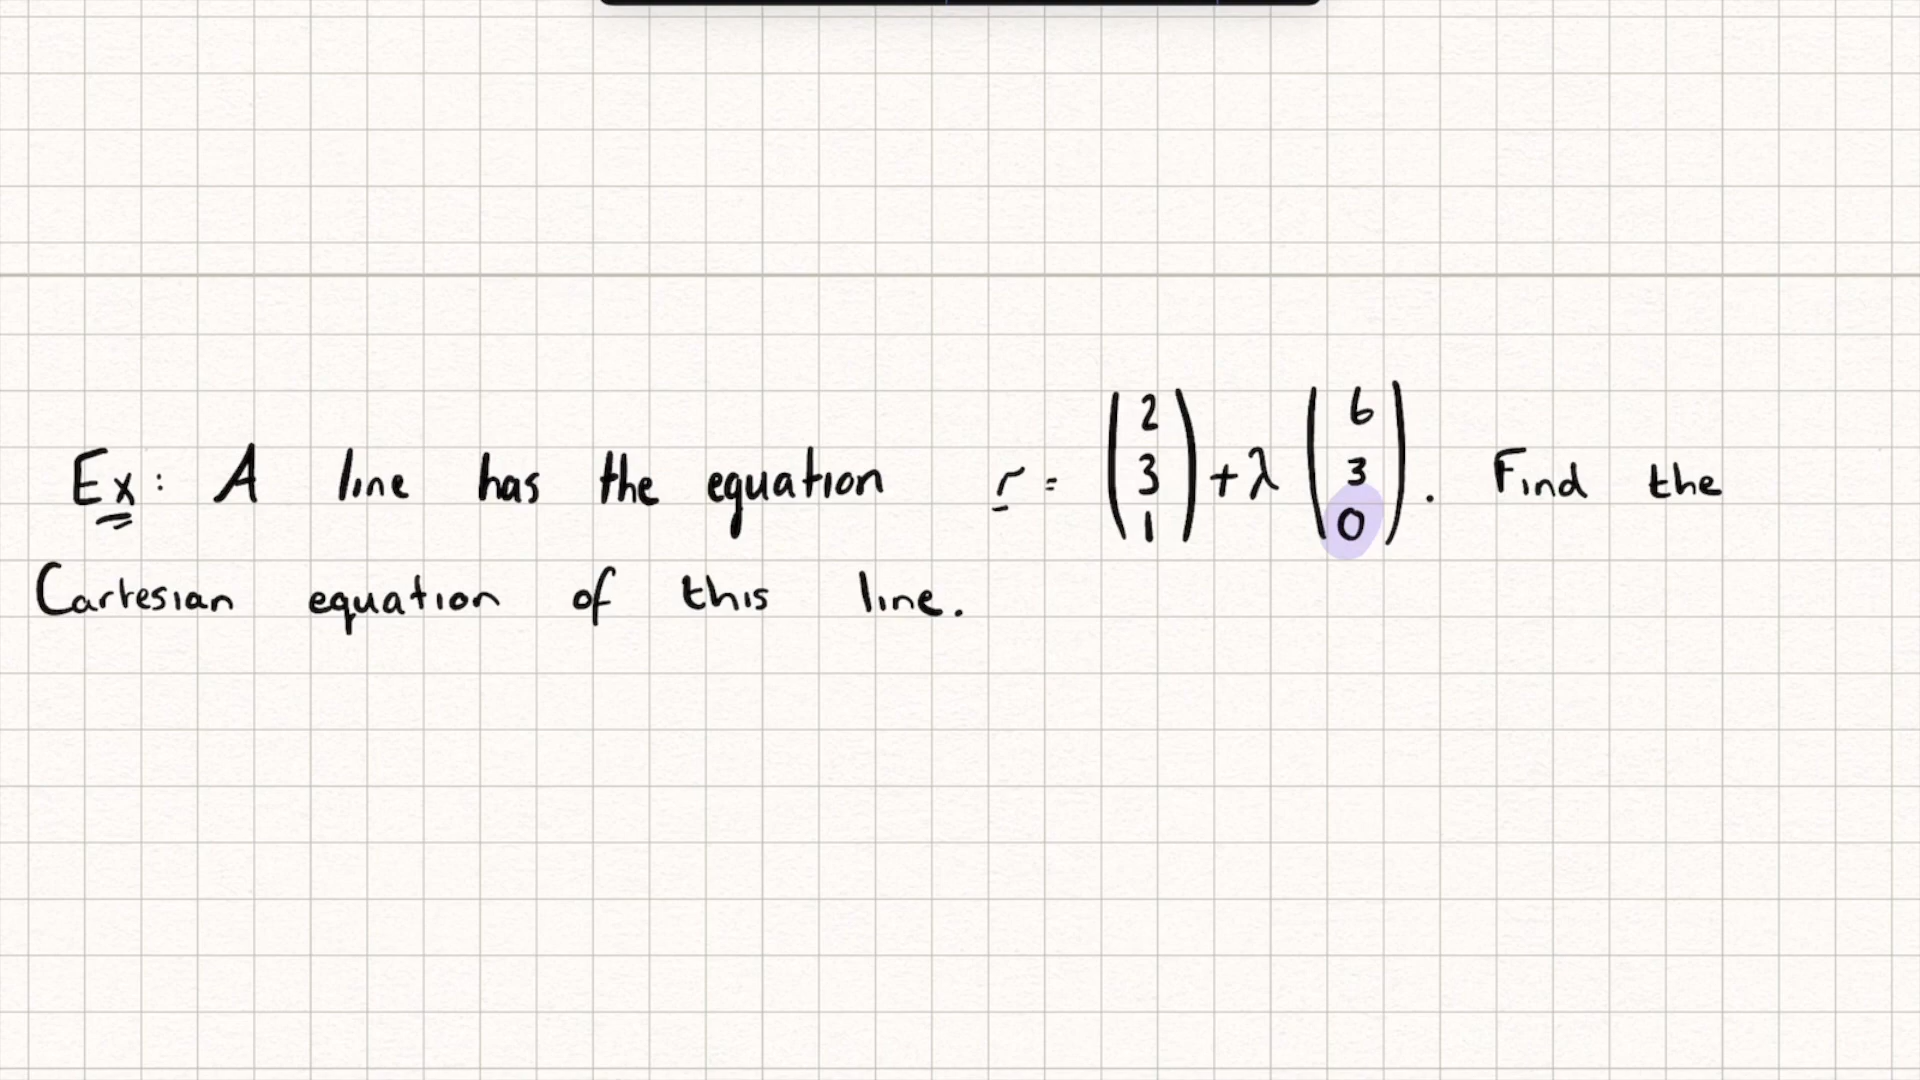 Ex: A line has the equation r = (2 3 1) + λ (6 3 0). Find the
Cartesian equation of this line.